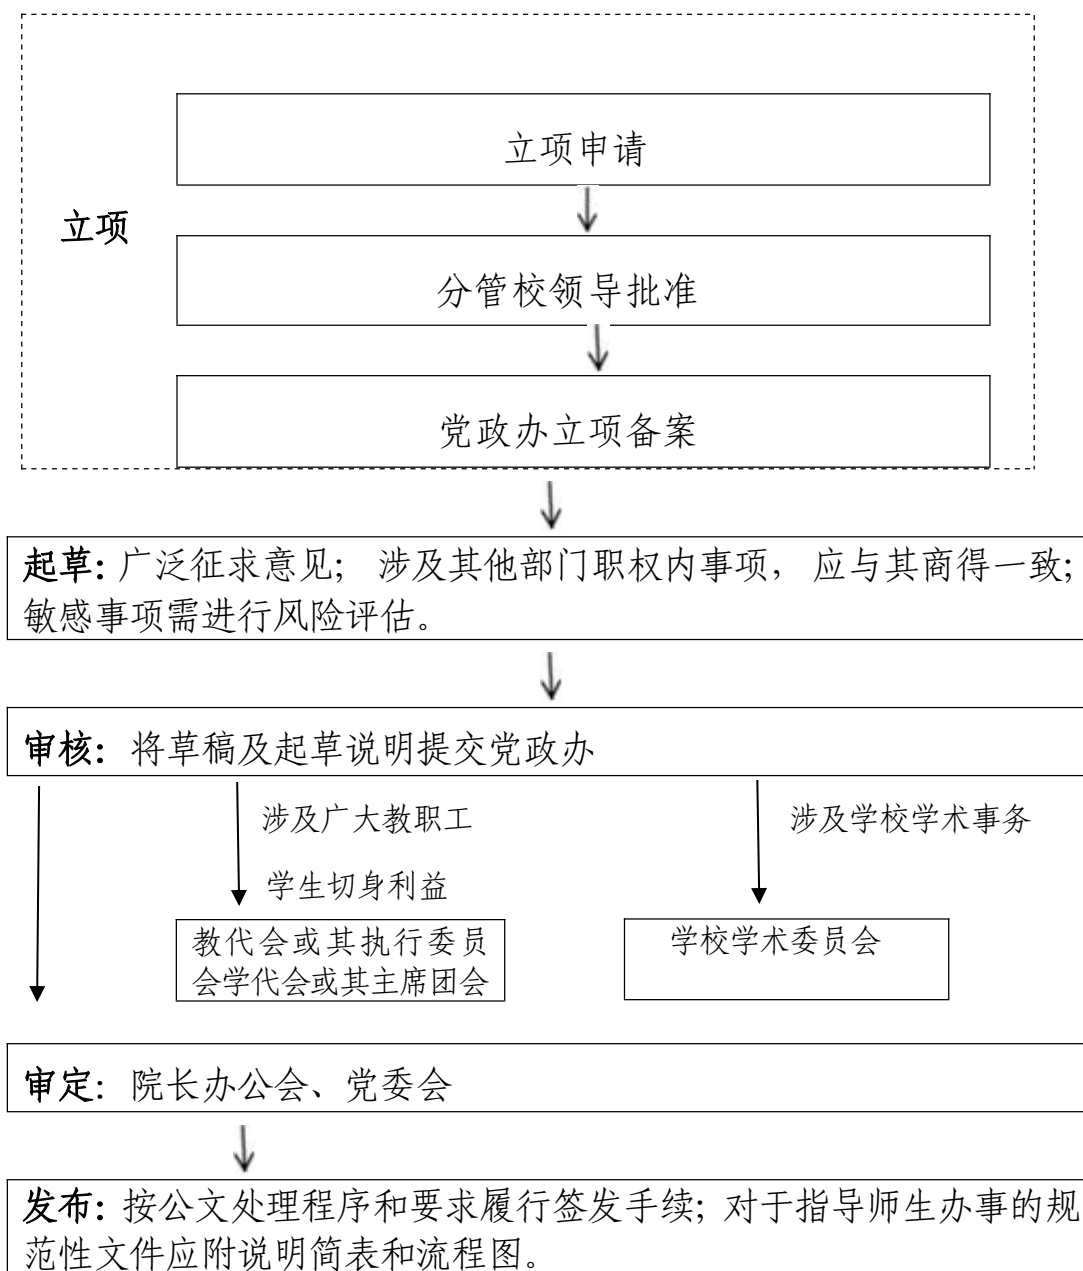 立项申请
立项
分管校领导批准
党政办立项备案
起草：广泛征求意见； 涉及其他部门职权内事项， 应与其商得一致；
敏感事项需进行风险评估。
审核：将草稿及起草说明提交党政办
涉及广大教职工
学生切身利益
涉及学校学术事务
教代会或其执行委员
会学代会或其主席团会
学校学术委员会
审定：院长办公会、党委会
发布：按公文处理程序和要求履行签发手续；对于指导师生办事的规
范性文件应附说明简表和流程图。